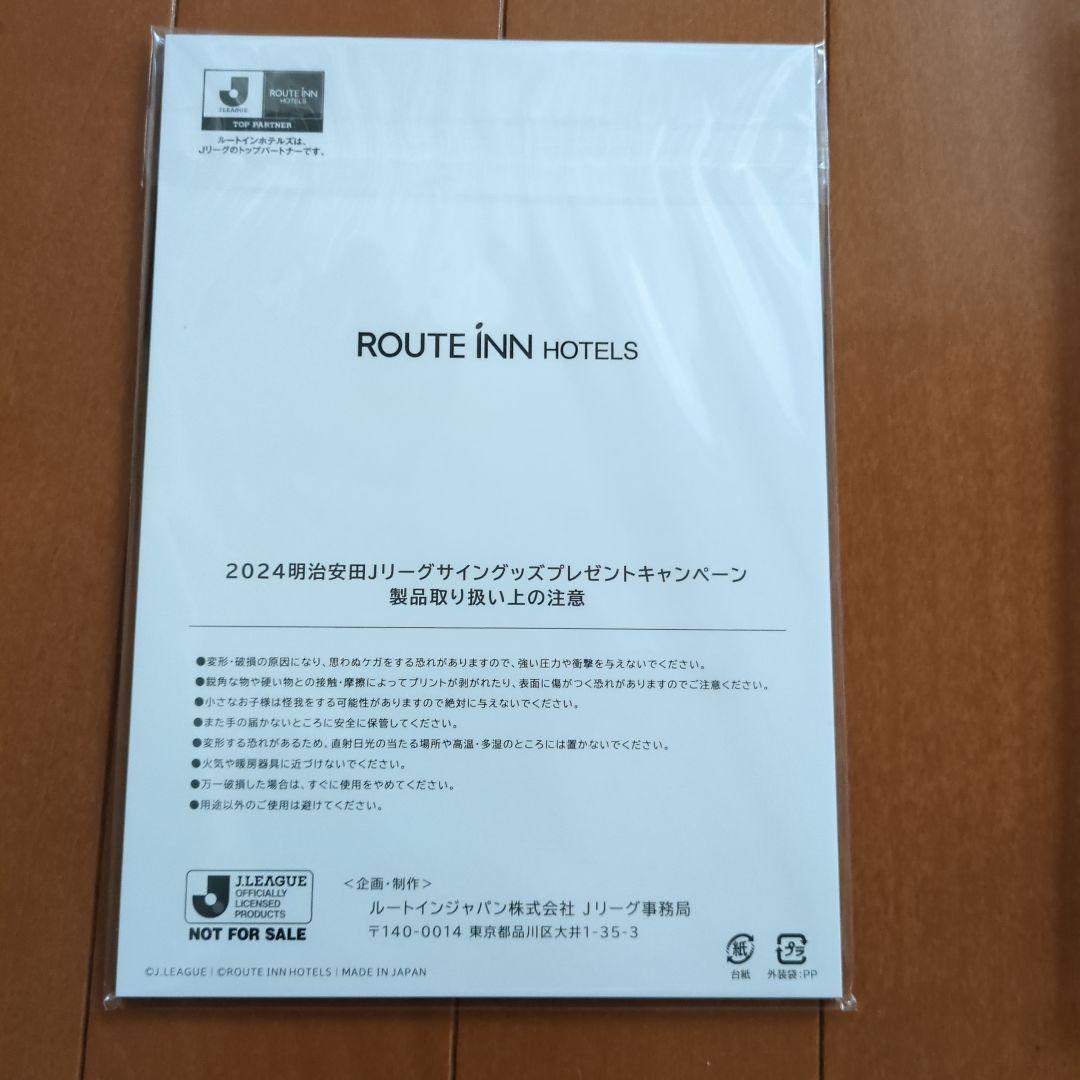 J.LEAGUE
ROUTE INN
HOTELS
TOP PARTNER
ルートインホテルズは、
Jリーグのトップパートナーです。
ROUTE INN HOTELS
2024明治安田Jリーグサイングッズプレゼントキャンペーン
製品取り扱い上の注意
●変形・破損の原因になり、思わぬケガをする恐れがありますので、強い圧力や衝撃を与えないでください。
●鋭角な物や硬い物との接触・摩擦によってプリントが剥がれたり、表面に傷がつく恐れがありますのでご注意ください。
●小さなお子様は怪我をする可能性がありますので絶対に与えないでください。
●また手の届かないところに安全に保管してください。
●変形する恐れがあるため、直射日光の当たる場所や高温・多湿のところには置かないでください。
●火気や暖房器具に近づけないでください。
●万一破損した場合は、すぐに使用をやめてください。
●用途以外のご使用は避けてください。
J.LEAGUE
OFFICIALLY
LICENSED
PRODUCTS
NOT FOR SALE
＜企画・制作＞
ルートインジャパン株式会社 Jリーグ事務局
〒140-0014 東京都品川区大井1-35-3
紙
台紙
プラ
外装袋:PP
©J.LEAGUE | ©ROUTE INN HOTELS | MADE IN JAPAN